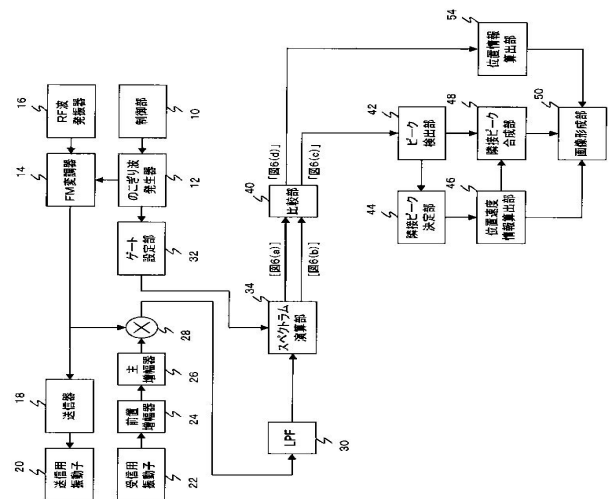 20
送信用
振動子
18
送信器
14
FM変調器
16
RF波
発振器
22
受信用
振動子
24
前置
増幅器
26
主
増幅器
28
32
ゲート
設定部
12
のこぎり波
発生器
10
制御部
30
LPF
34
スペクトラム
演算部
[図6(a)]
[図6(b)]
40
比較部
「図6(d)」
「図6(e)」
44
隣接ピーク
決定部
42
ピーク
検出部
46
位置速度
情報算出部
48
隣接ピーク
合成部
54
位置情報
算出部
50
画像形成部